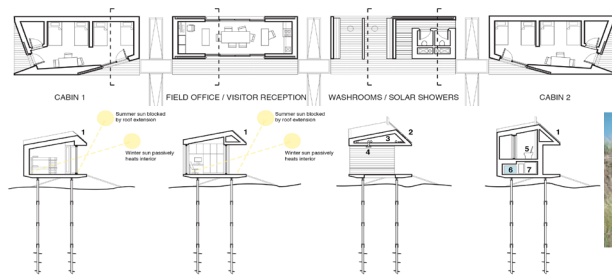 CABIN 1
FIELD OFFICE / VISITOR RECEPTION
WASHROOMS / SOLAR SHOWERS
CABIN 2
Summer sun blocked
by roof extension
Winter sun passively
heats interior
1
Summer sun blocked
by roof extension
Winter sun passively
heats interior
1
2
3
4
1
5
6
7